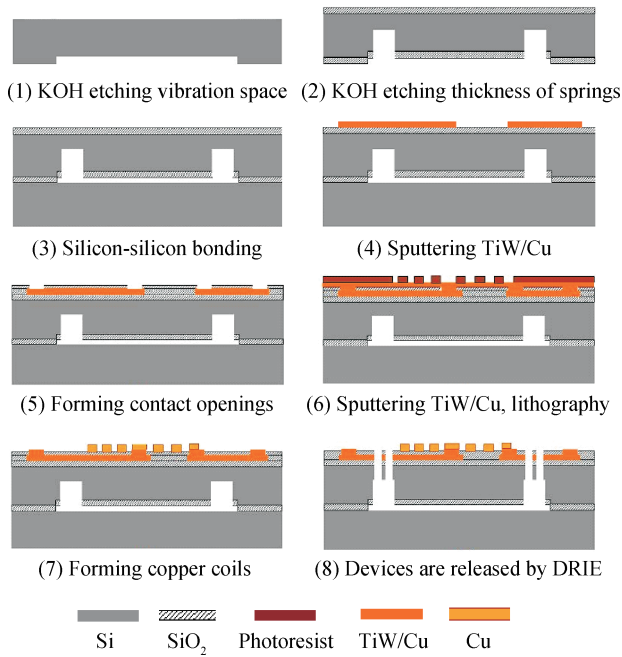 (1) KOH etching vibration space
(2) KOH etching thickness of springs
(3) Silicon-silicon bonding
(4) Sputtering TiW/Cu
(5) Forming contact openings
(6) Sputtering TiW/Cu, lithography
(7) Forming copper coils
(8) Devices are released by DRIE
Si
SiO₂
Photoresist
TiW/Cu
Cu